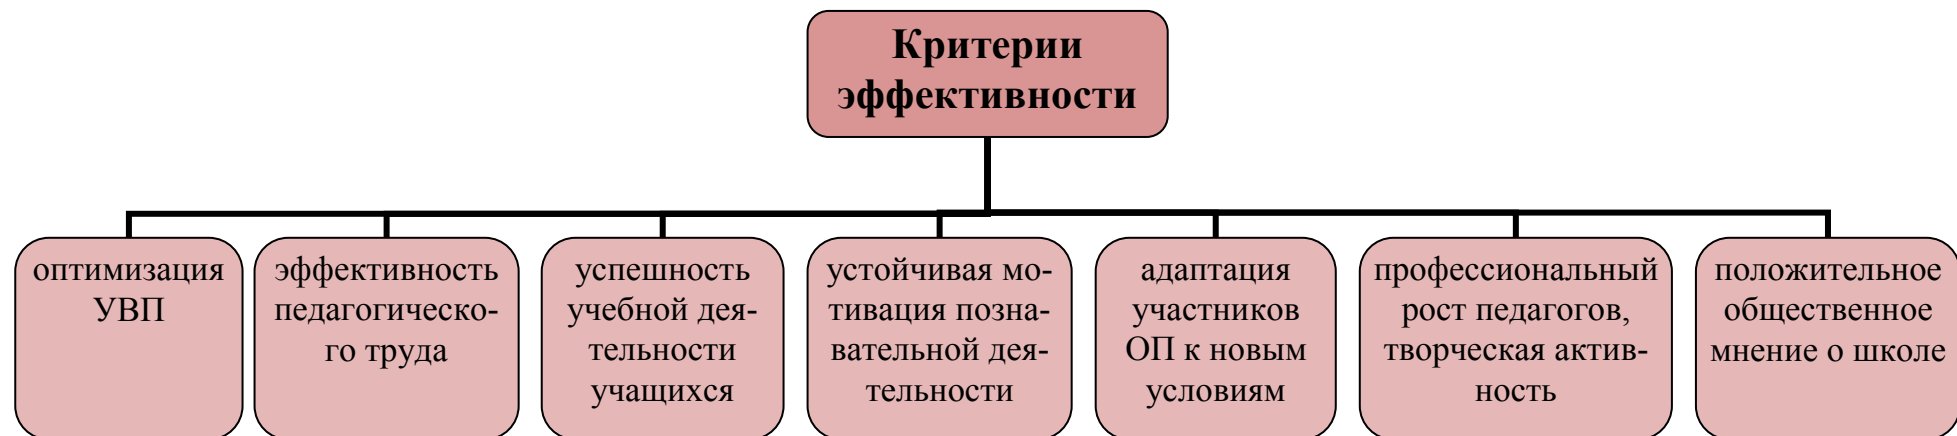 Критерии
эффективности
оптимизация
УВП
эффективность
педагогическо-
го труда
успешность
учебной дея-
тельности
учащихся
устойчивая мо-
тивация позна-
вательной дея-
тельности
адаптация
участников
ОП к новым
условиям
профессиональный
рост педагогов,
творческая актив-
ность
положительное
общественное
мнение о школе